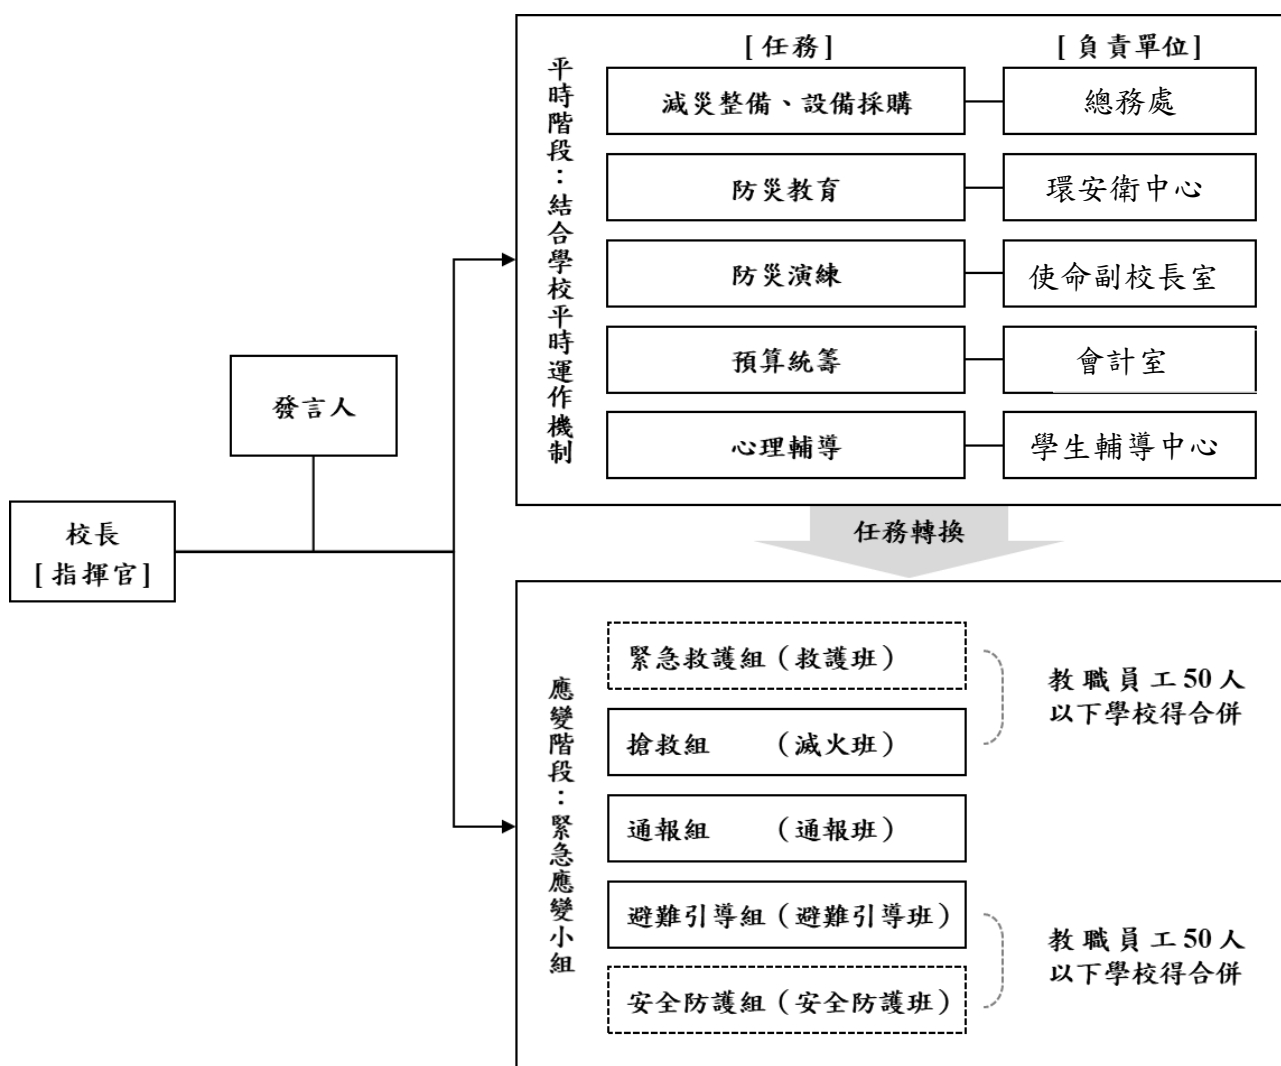 [任務]
[負責單位]
平時階段：結合學校平時運作機制
減災整備、設備採購
總務處
防災教育
環安衛中心
防災演練
使命副校長室
預算統籌
會計室
心理輔導
學生輔導中心
發言人
校長
[指揮官]
任務轉換
應變階段：緊急應變小組
緊急救護組（救護班）
搶救組　　（滅火班）
教職員工50人
以下學校得合併
通報組　　（通報班）
避難引導組（避難引導班）
安全防護組（安全防護班）
教職員工50人
以下學校得合併